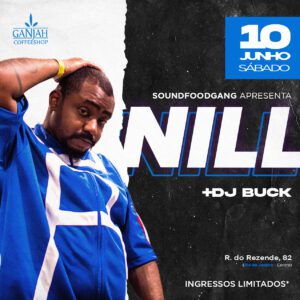 GANJAH
COFFEESHOP
10
JUNHO
SÁBADO
SOUNDFOODGANG APRESENTA
NILL
+DJ BUCK
R. do Rezende, 82
INGRESSOS LIMITADOS*